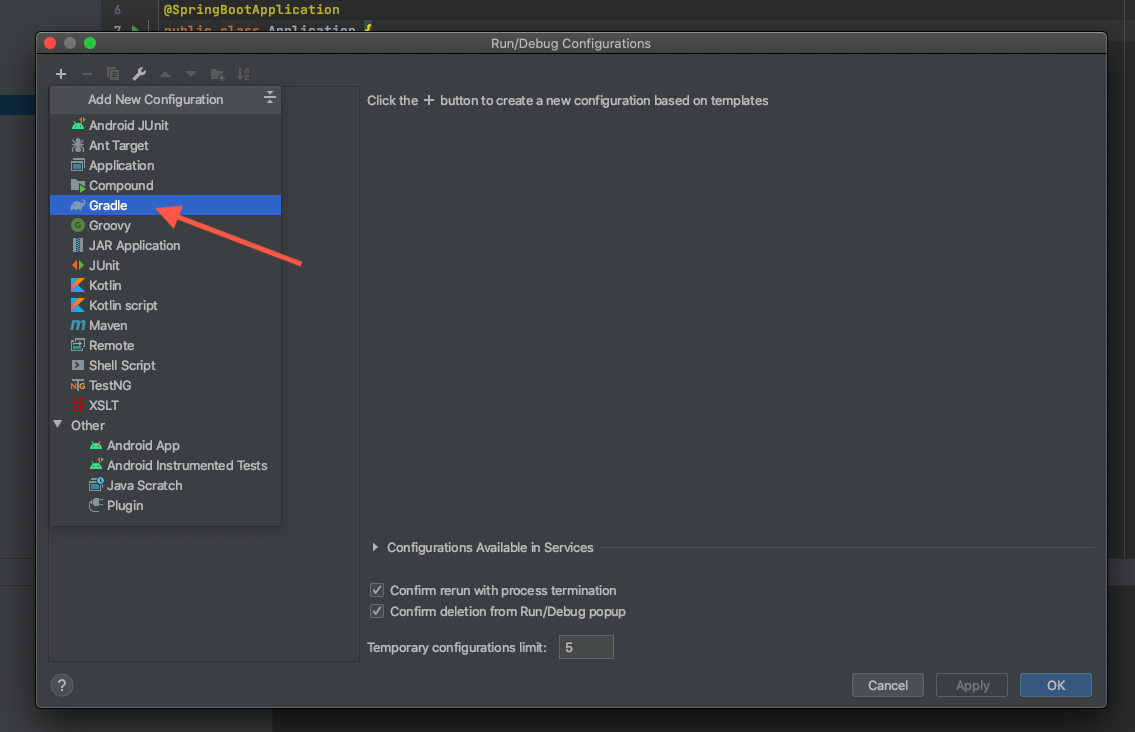 6 @SpringBootApplication
7 public class Application {
Run/Debug Configurations
Add New Configuration
Click the + button to create a new configuration based on templates
Android JUnit
Ant Target
Application
Compound
Gradle
Groovy
JAR Application
JUnit
Kotlin
Kotlin script
Maven
Remote
Shell Script
TestNG
XSLT
Other
Android App
Android Instrumented Tests
Java Scratch
Plugin
Configurations Available in Services
Confirm rerun with process termination
Confirm deletion from Run/Debug popup
Temporary configurations limit: 5
? Cancel Apply OK